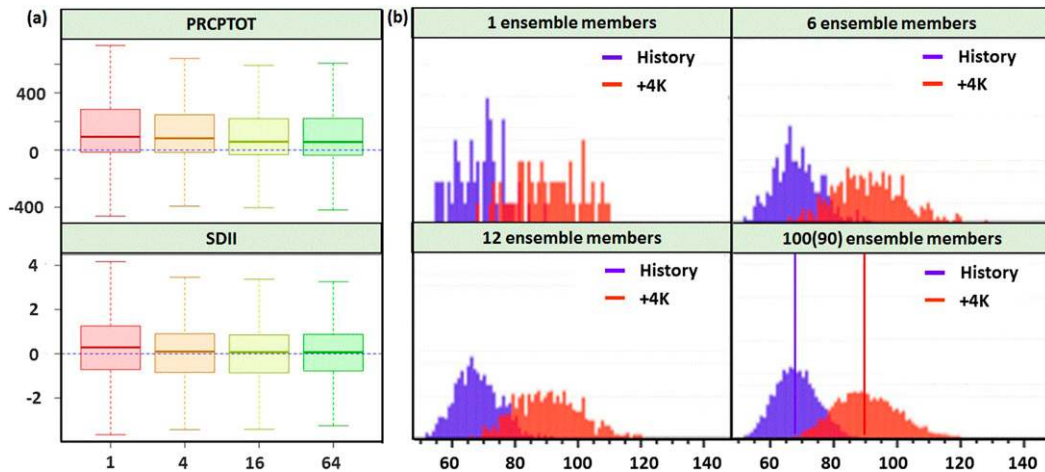 (a)
PRCPTOT
400
0
-400
SDII
4
2
0
-2
1 4 16 64
(b)
1 ensemble members
History
+4K
6 ensemble members
History
+4K
12 ensemble members
History
+4K
60 80 100 120 140
100(90) ensemble members
History
+4K
60 80 100 120 140